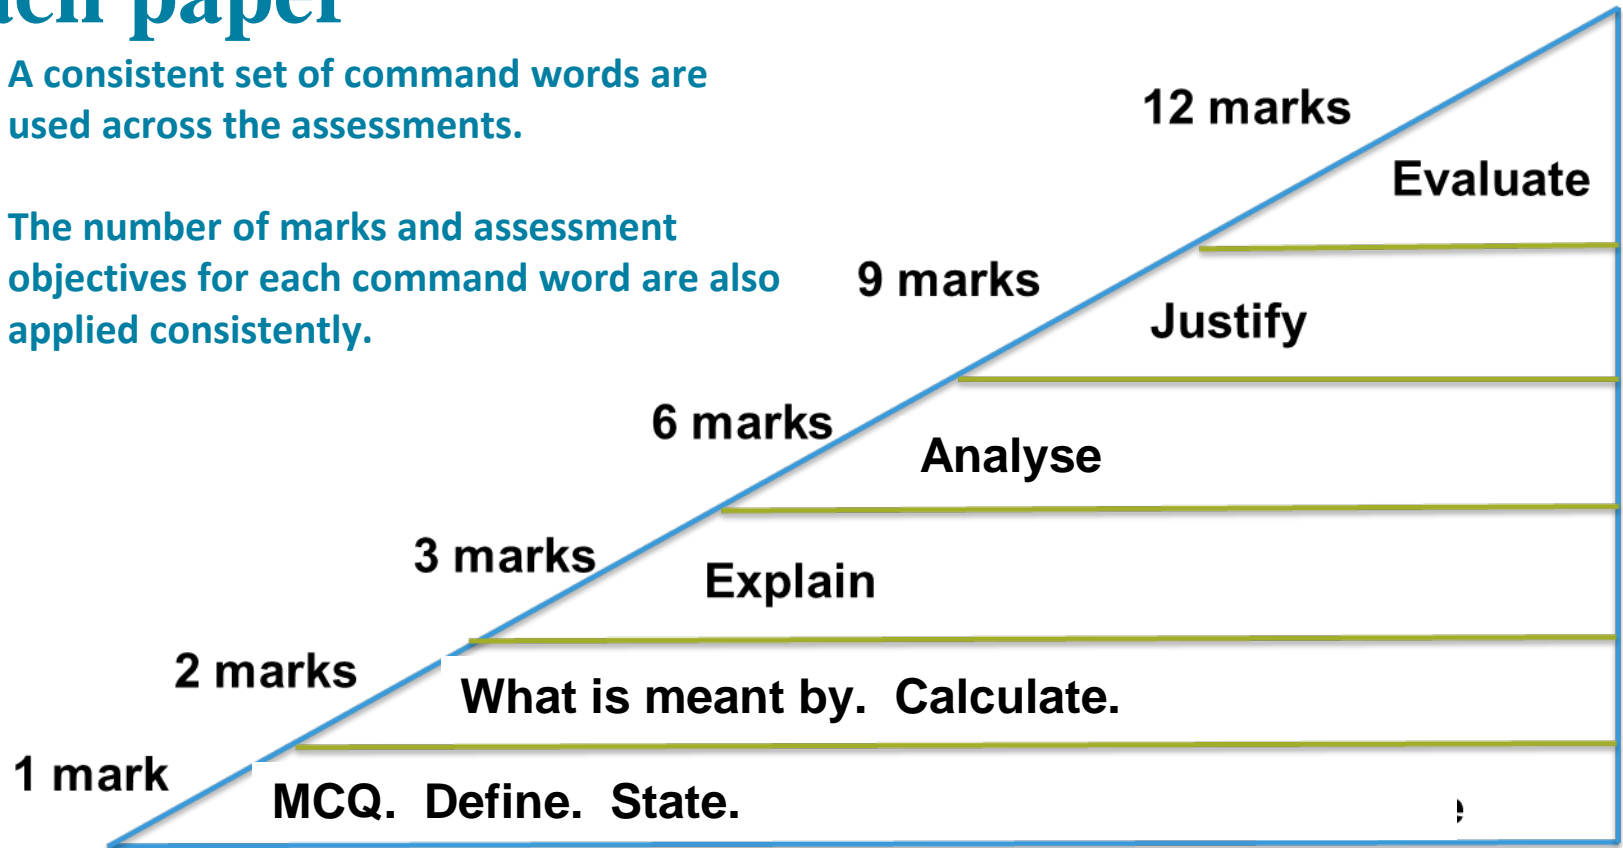 paper
A consistent set of command words are
used across the assessments.
The number of marks and assessment
objectives for each command word are also
applied consistently.
12 marks
Evaluate
9 marks
Justify
6 marks
Analyse
3 marks
Explain
2 marks
What is meant by.  Calculate.
1 mark
MCQ.  Define.  State.